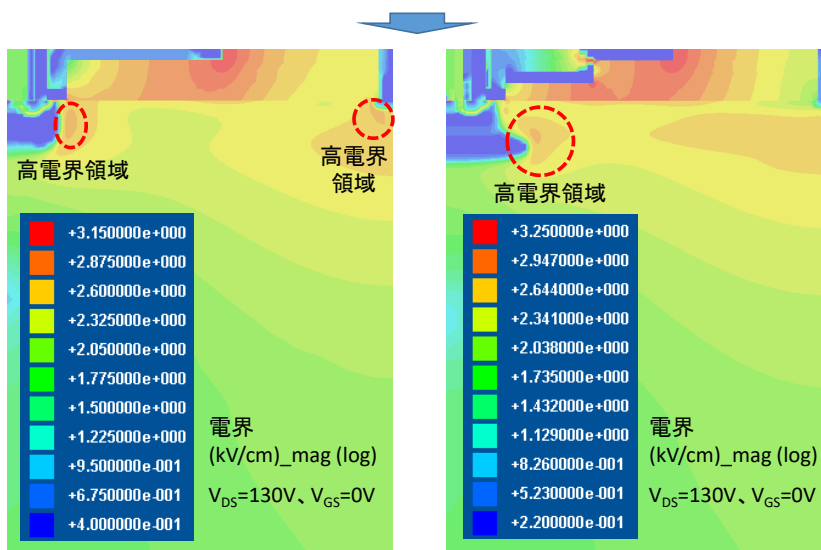 高電界領域
高電界
領域
+3.150000e+000
+2.875000e+000
+2.600000e+000
+2.325000e+000
+2.050000e+000
+1.775000e+000
+1.500000e+000
+1.225000e+000
+9.500000e-001
+6.750000e-001
+4.000000e-001
電界
(kV/cm)_mag (log)
VDS=130V、VGS=0V
高電界領域
+3.250000e+000
+2.947000e+000
+2.644000e+000
+2.341000e+000
+2.038000e+000
+1.735000e+000
+1.432000e+000
+1.129000e+000
+8.260000e-001
+5.230000e-001
+2.200000e-001
電界
(kV/cm)_mag (log)
VDS=130V、VGS=0V